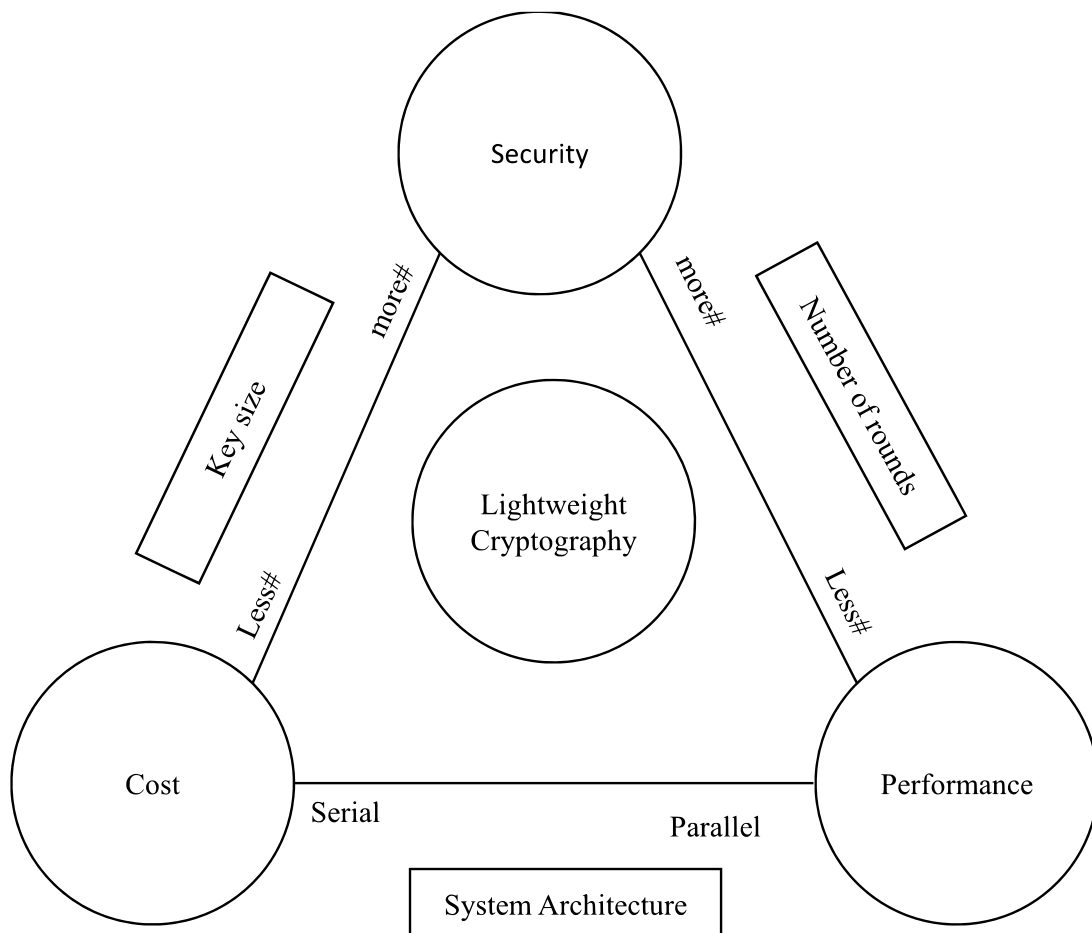 Security
more#
more#
Key size
Number of rounds
Lightweight
Cryptography
Less#
Less#
Cost
Performance
Serial
Parallel
System Architecture